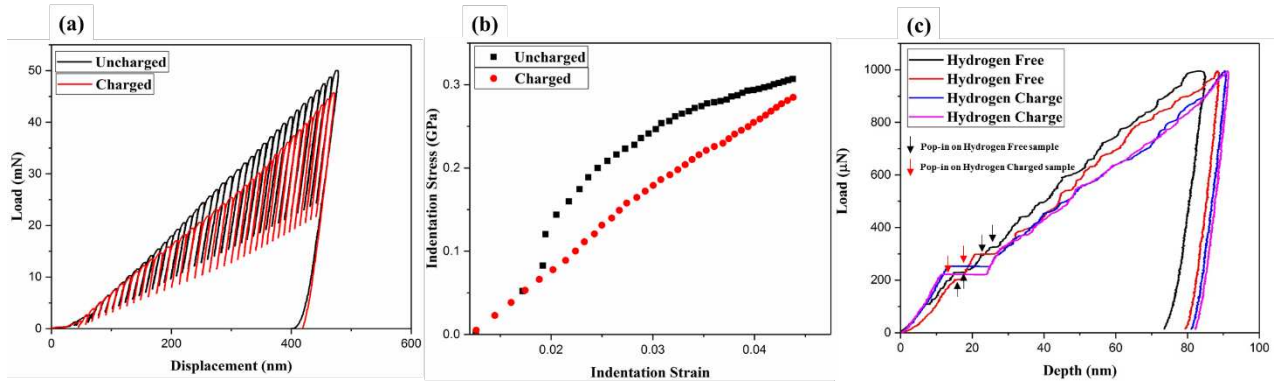 (a)
Uncharged
Charged
Load (mN)
50
40
30
20
10
0
0
200
400
600
Displacement (nm)
(b)
Uncharged
Charged
Indentation Stress (GPa)
0.3
0.2
0.1
0.0
0.02
0.03
0.04
Indentation Strain
(c)
Hydrogen Free
Hydrogen Free
Hydrogen Charge
Hydrogen Charge
Pop-in on Hydrogen Free sample
Pop-in on Hydrogen Charged sample
Load (µN)
1000
800
600
400
200
0
0
20
40
60
80
100
Depth (nm)